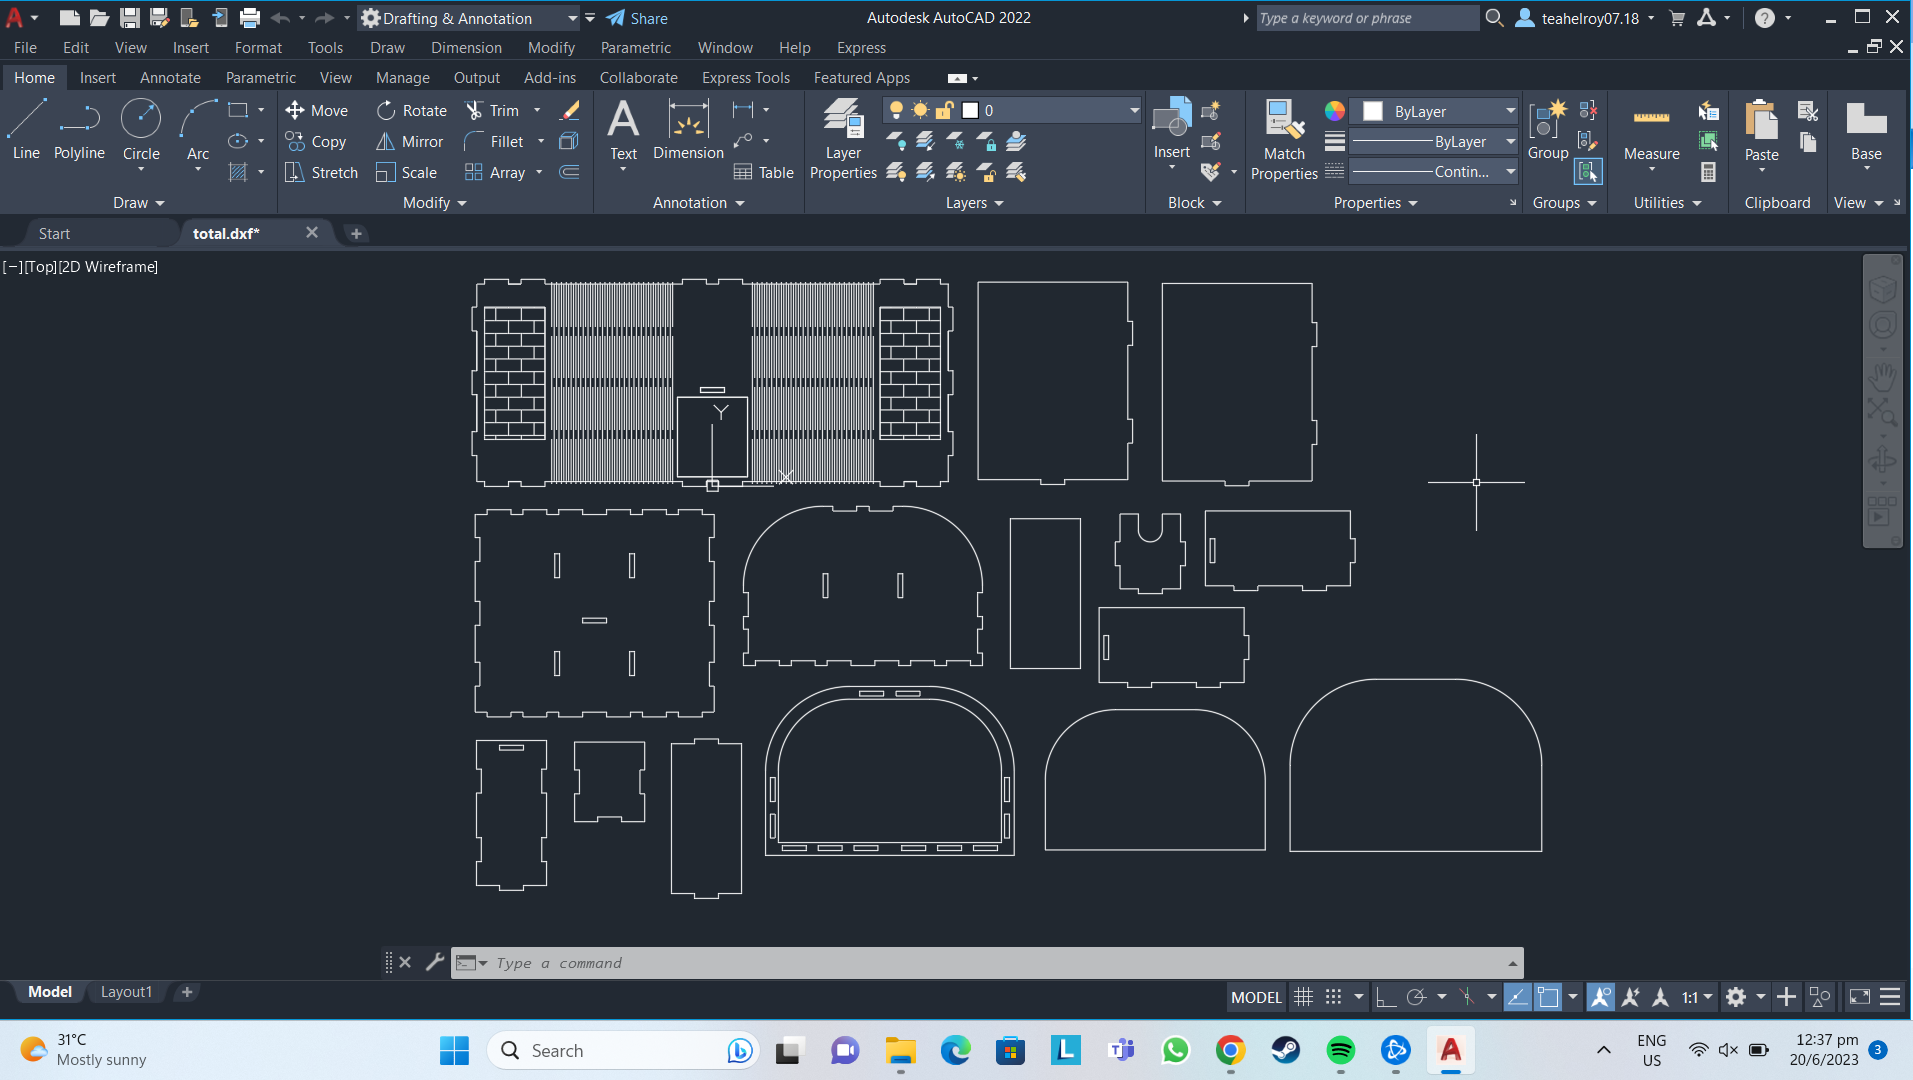 Drafting & Annotation
Share
Autodesk AutoCAD 2022
Type a keyword or phrase
teahelroy07.18
File Edit View Insert Format Tools Draw Dimension Modify Parametric Window Help Express
Home Insert Annotate Parametric View Manage Output Add-ins Collaborate Express Tools Featured Apps
Line Polyline Circle Arc
Move Rotate Trim
Copy Mirror Fillet
Stretch Scale Array
Text Dimension Table
Layer Properties
0
Insert
Match Properties
ByLayer
ByLayer
Contin...
Group
Measure
Paste
Base
Draw Modify Annotation Layers Block Properties Groups Utilities Clipboard View
Start total.dxf*
[−][Top][2D Wireframe]
Y
X
Type a command
Model Layout1
MODEL
1:1
31°C
Mostly sunny
Search
ENG
US
12:37 pm
20/6/2023
3